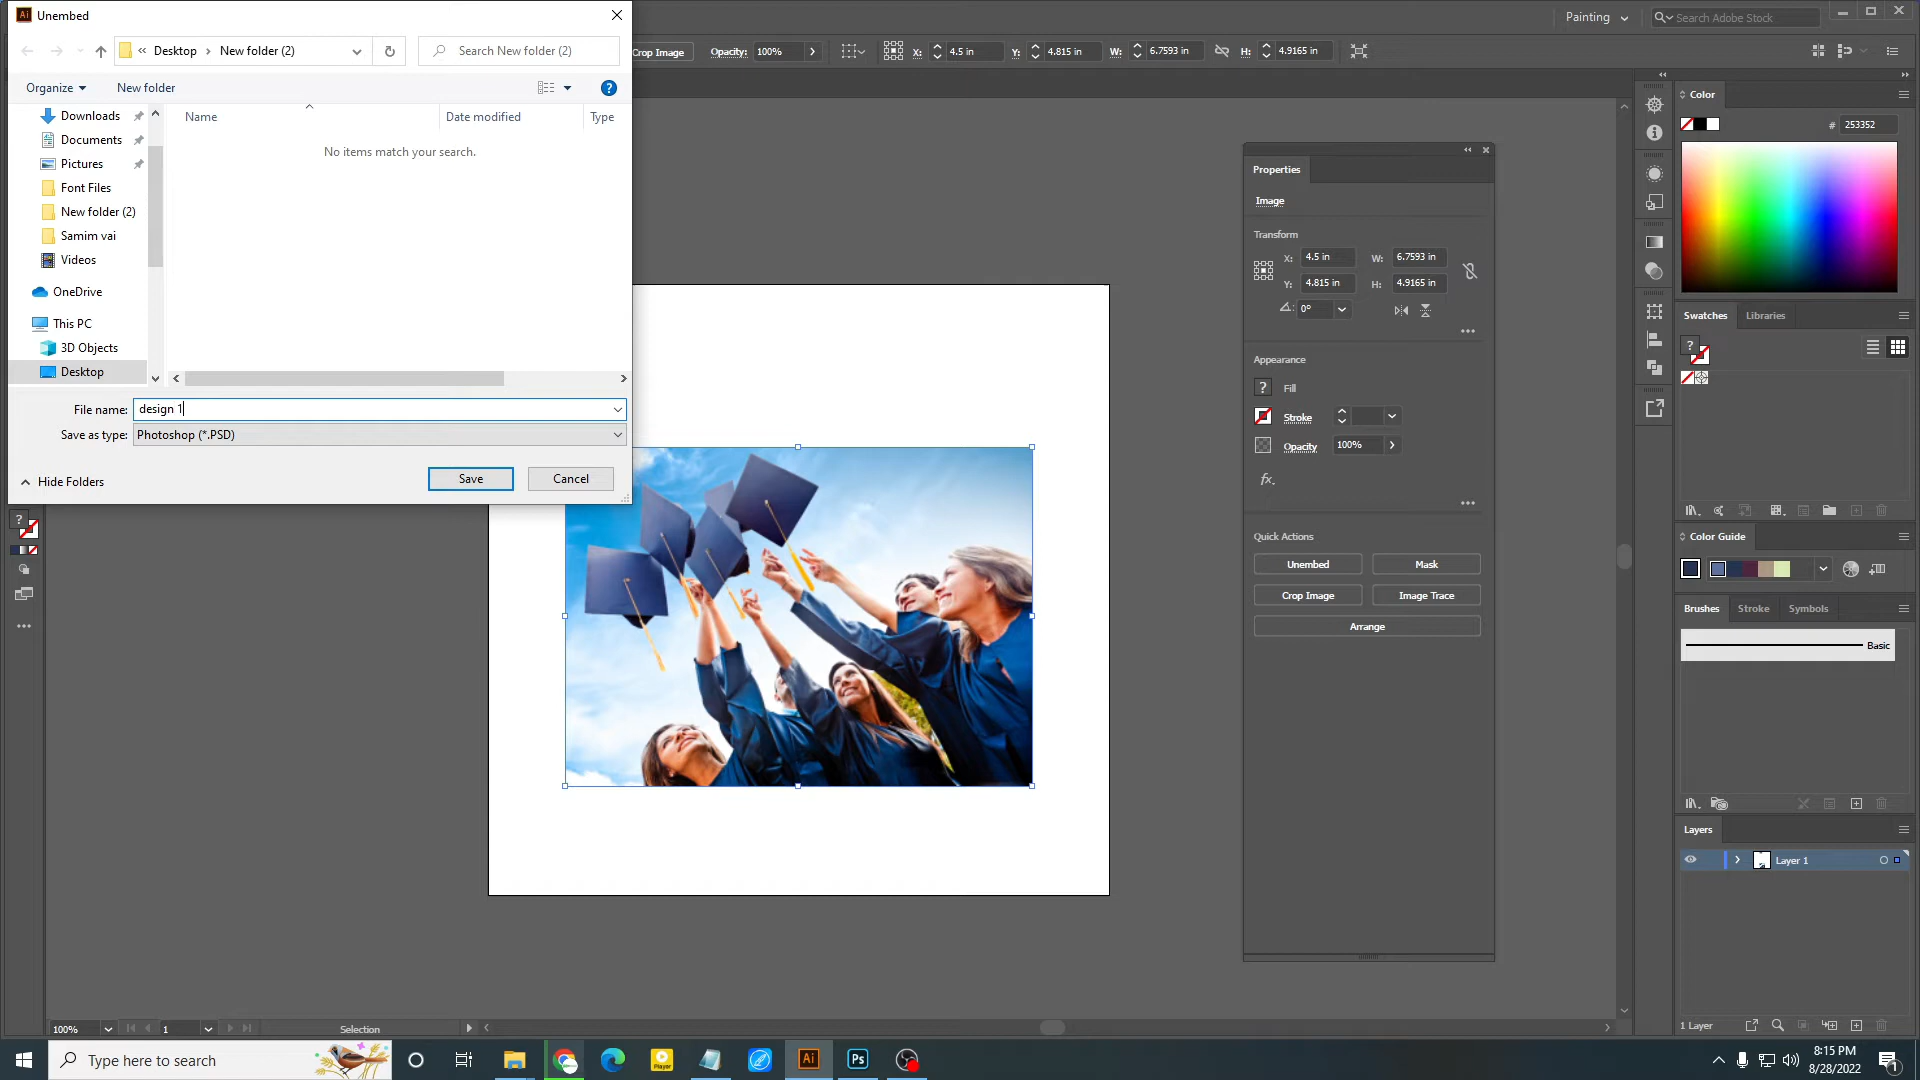 Ai Unembed
« Desktop › New folder (2)
Search New folder (2)
Organize
New folder
?
Downloads
Documents
Pictures
Font Files
New folder (2)
Samim vai
Videos
OneDrive
This PC
3D Objects
Desktop
Name
Date modified
Type
No items match your search.
File name: design 1
Save as type: Photoshop (*.PSD)
Hide Folders
Save
Cancel
Painting
Search Adobe Stock
Crop Image
Opacity: 100%
X: 4.5 in
Y: 4.815 in
W: 6.7593 in
H: 4.9165 in
Properties
Image
Transform
X: 4.5 in
W: 6.7593 in
Y: 4.815 in
H: 4.9165 in
0°
Appearance
? Fill
Stroke
Opacity 100%
fx.
Quick Actions
Unembed
Mask
Crop Image
Image Trace
Arrange
Color
# 253352
Swatches
Libraries
?
Color Guide
Brushes
Stroke
Symbols
Basic
Layers
Layer 1
1 Layer
?
100%
1
Selection
Type here to search
Player
Ai
Ps
8:15 PM
8/28/2022
1